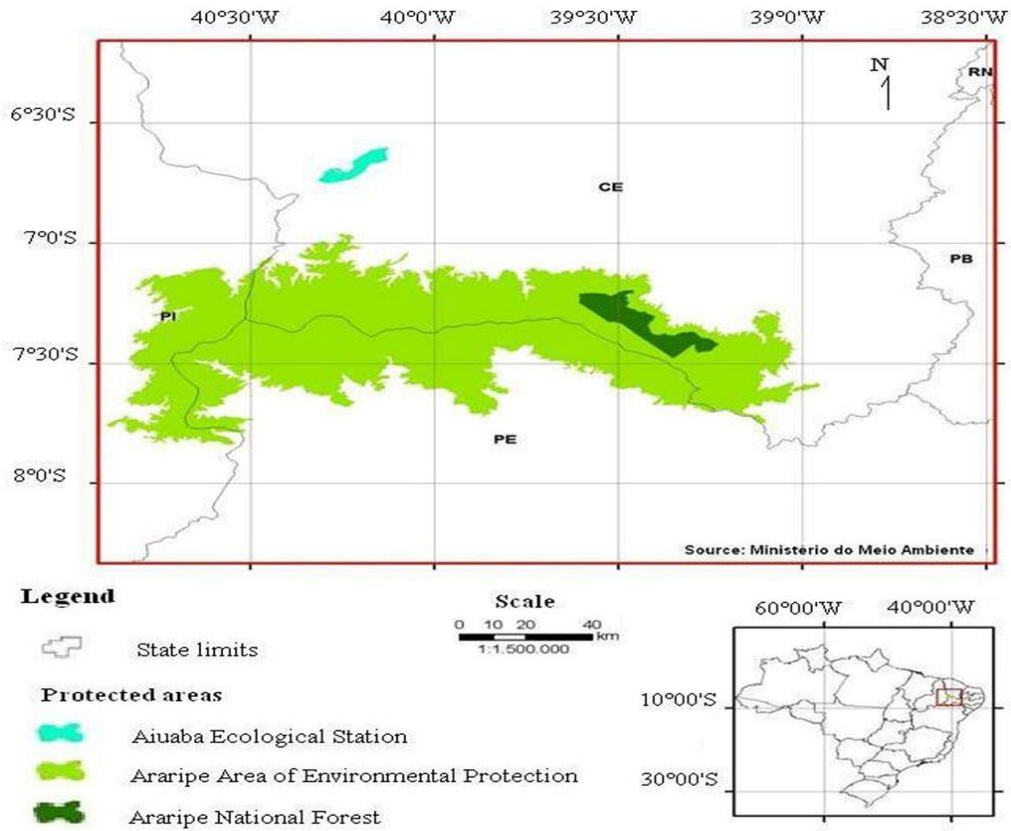 40°30'W 40°0'W 39°30'W 39°0'W 38°30'W
N
RN
6°30'S
CE
7°0'S
PB
PI
7°30'S
PE
8°0'S
Source: Ministério do Meio Ambiente
Legend
State limits
Protected areas
Aiuaba Ecological Station
Araripe Area of Environmental Protection
Araripe National Forest
Scale
0 10 20 40
km
1:1.500.000
60°00'W 40°00'W
10°00'S
30°00'S